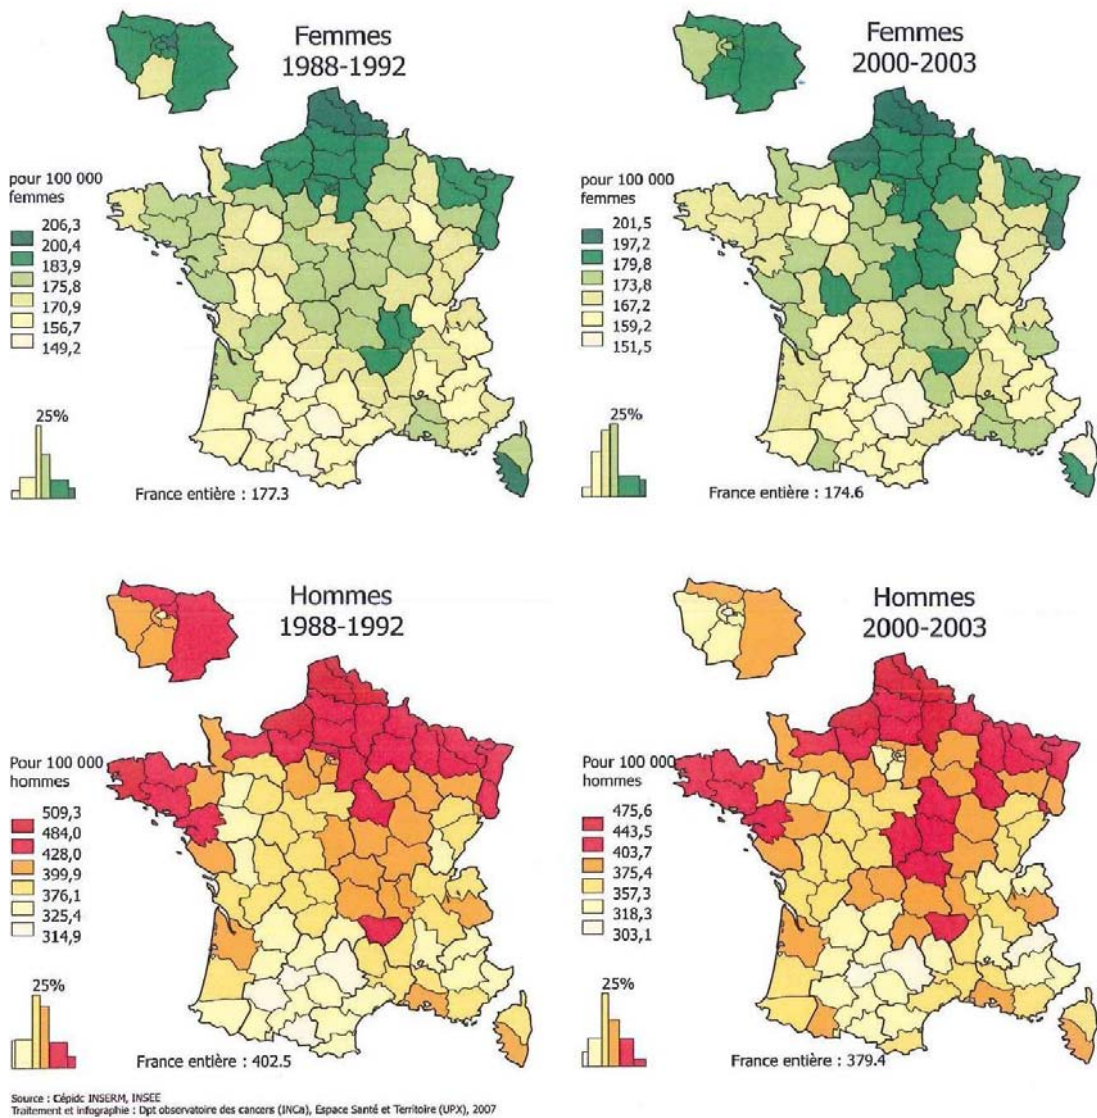 Femmes
1988-1992
pour 100 000
femmes
206,3
200,4
183,9
175,8
170,9
156,7
149,2
25%
France entière : 177.3
Femmes
2000-2003
pour 100 000
femmes
201,5
197,2
179,8
173,8
167,2
159,2
151,5
25%
France entière : 174.6
Hommes
1988-1992
Pour 100 000
hommes
509,3
484,0
428,0
399,9
376,1
325,4
314,9
25%
France entière : 402.5
Hommes
2000-2003
Pour 100 000
hommes
475,6
443,5
403,7
375,4
357,3
318,3
303,1
25%
France entière : 379.4
Source : Cépidc INSERM, INSEE
Traitement et infographie : Dpt observatoire des cancers (INCa), Espace Santé et Territoire (UPX), 2007